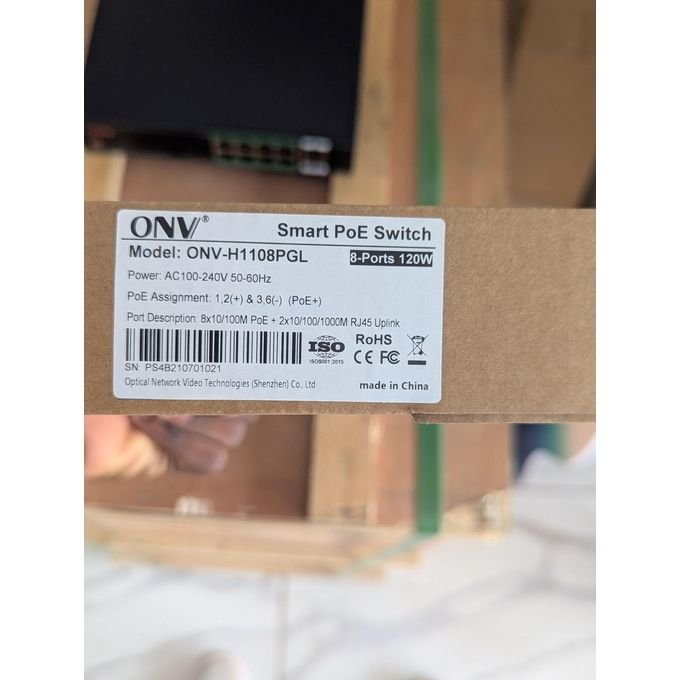 ONV®
Smart PoE Switch
Model: ONV-H1108PGL
8-Ports 120W
Power: AC100-240V 50-60Hz
PoE Assignment: 1,2(+) & 3,6(-) (PoE+)
Port Description: 8x10/100M PoE + 2x10/100/1000M RJ45 Uplink
ISO
ISO9001:2015
RoHS
CE FC
SN: PS4B210701021
Optical Network Video Technologies (Shenzhen) Co., Ltd
made in China